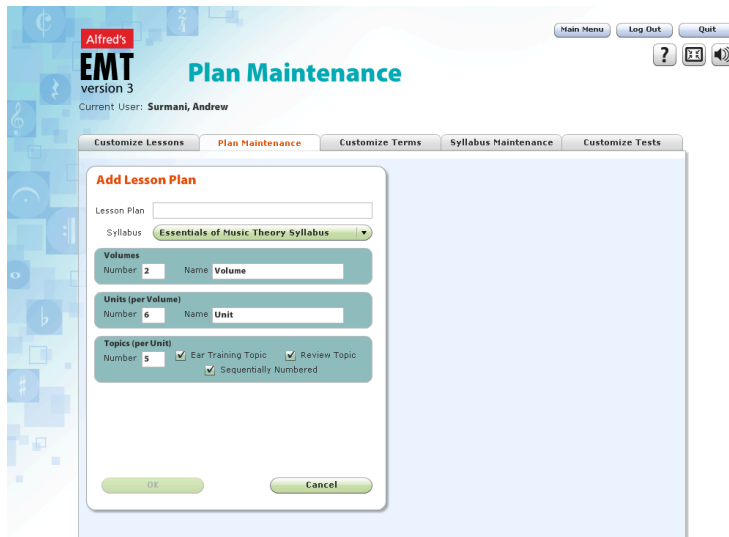 Main Menu Log Out Quit
Alfred's
EMT
version 3
Plan Maintenance
?
Current User: Surmani, Andrew
Customize Lessons Plan Maintenance Customize Terms Syllabus Maintenance Customize Tests
Add Lesson Plan
Lesson Plan
Syllabus Essentials of Music Theory Syllabus
Volumes
Number 2 Name Volume
Units (per Volume)
Number 6 Name Unit
Topics (per Unit)
Number 5 Ear Training Topic Review Topic
Sequentially Numbered
OK Cancel